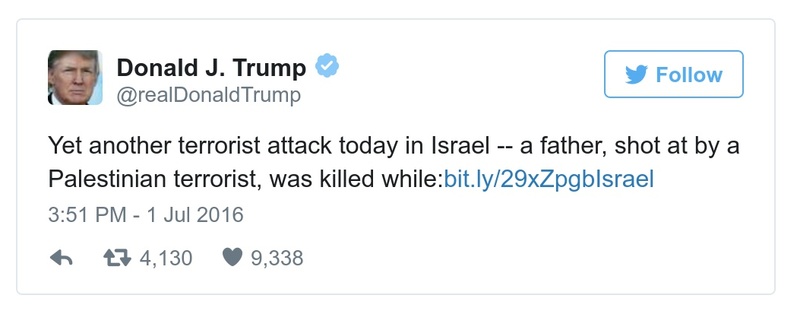 Donald J. Trump
@realDonaldTrump
Follow
Yet another terrorist attack today in Israel -- a father, shot at by a
Palestinian terrorist, was killed while:bit.ly/29xZpgbIsrael
3:51 PM - 1 Jul 2016
4,130 9,338